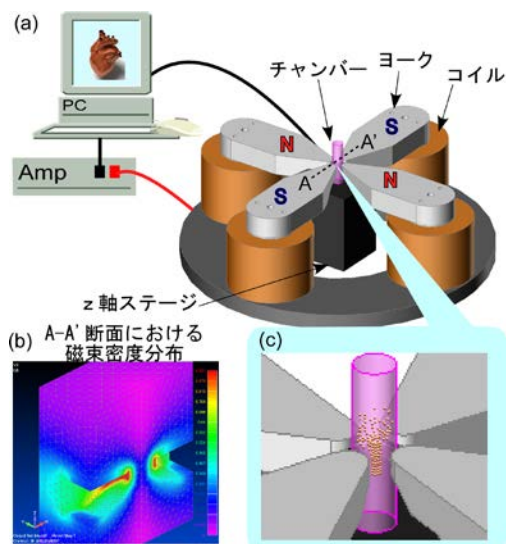 (a)
チャンバー
ヨーク
コイル
PC
Amp
N
S
A'
A
S
N
z 軸ステージ
(b)
A-A' 断面における
磁束密度分布
(c)